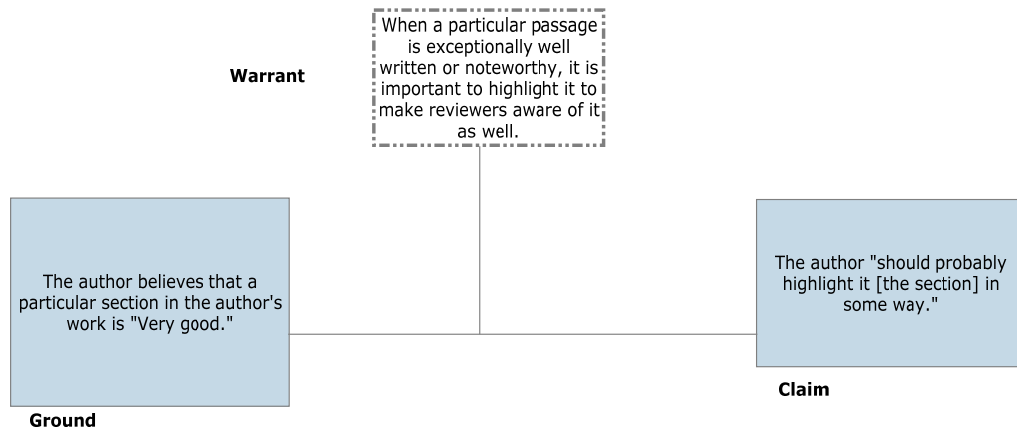 When a particular passage
is exceptionally well
written or noteworthy, it is
important to highlight it to
make reviewers aware of it
as well.
Warrant
The author believes that a
particular section in the author's
work is "Very good."
Ground
The author "should probably
highlight it [the section] in
some way."
Claim